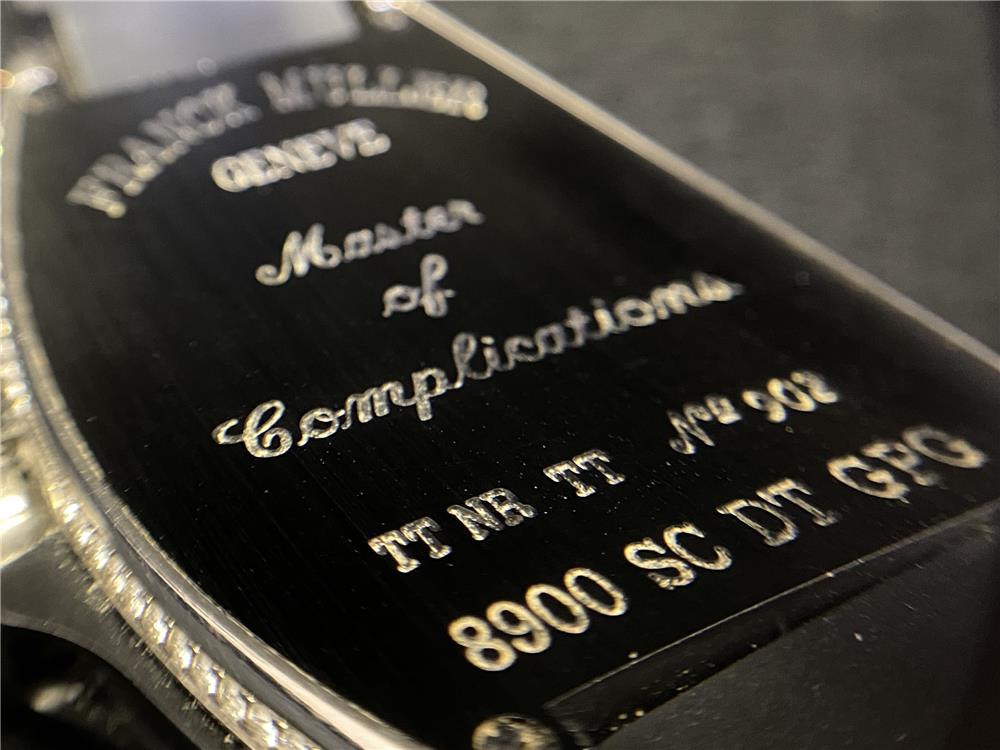 FRANCK MULLER
GENEVE
Master
of
Complications
TT NR TT Nº 902
8900 SC DT GPG